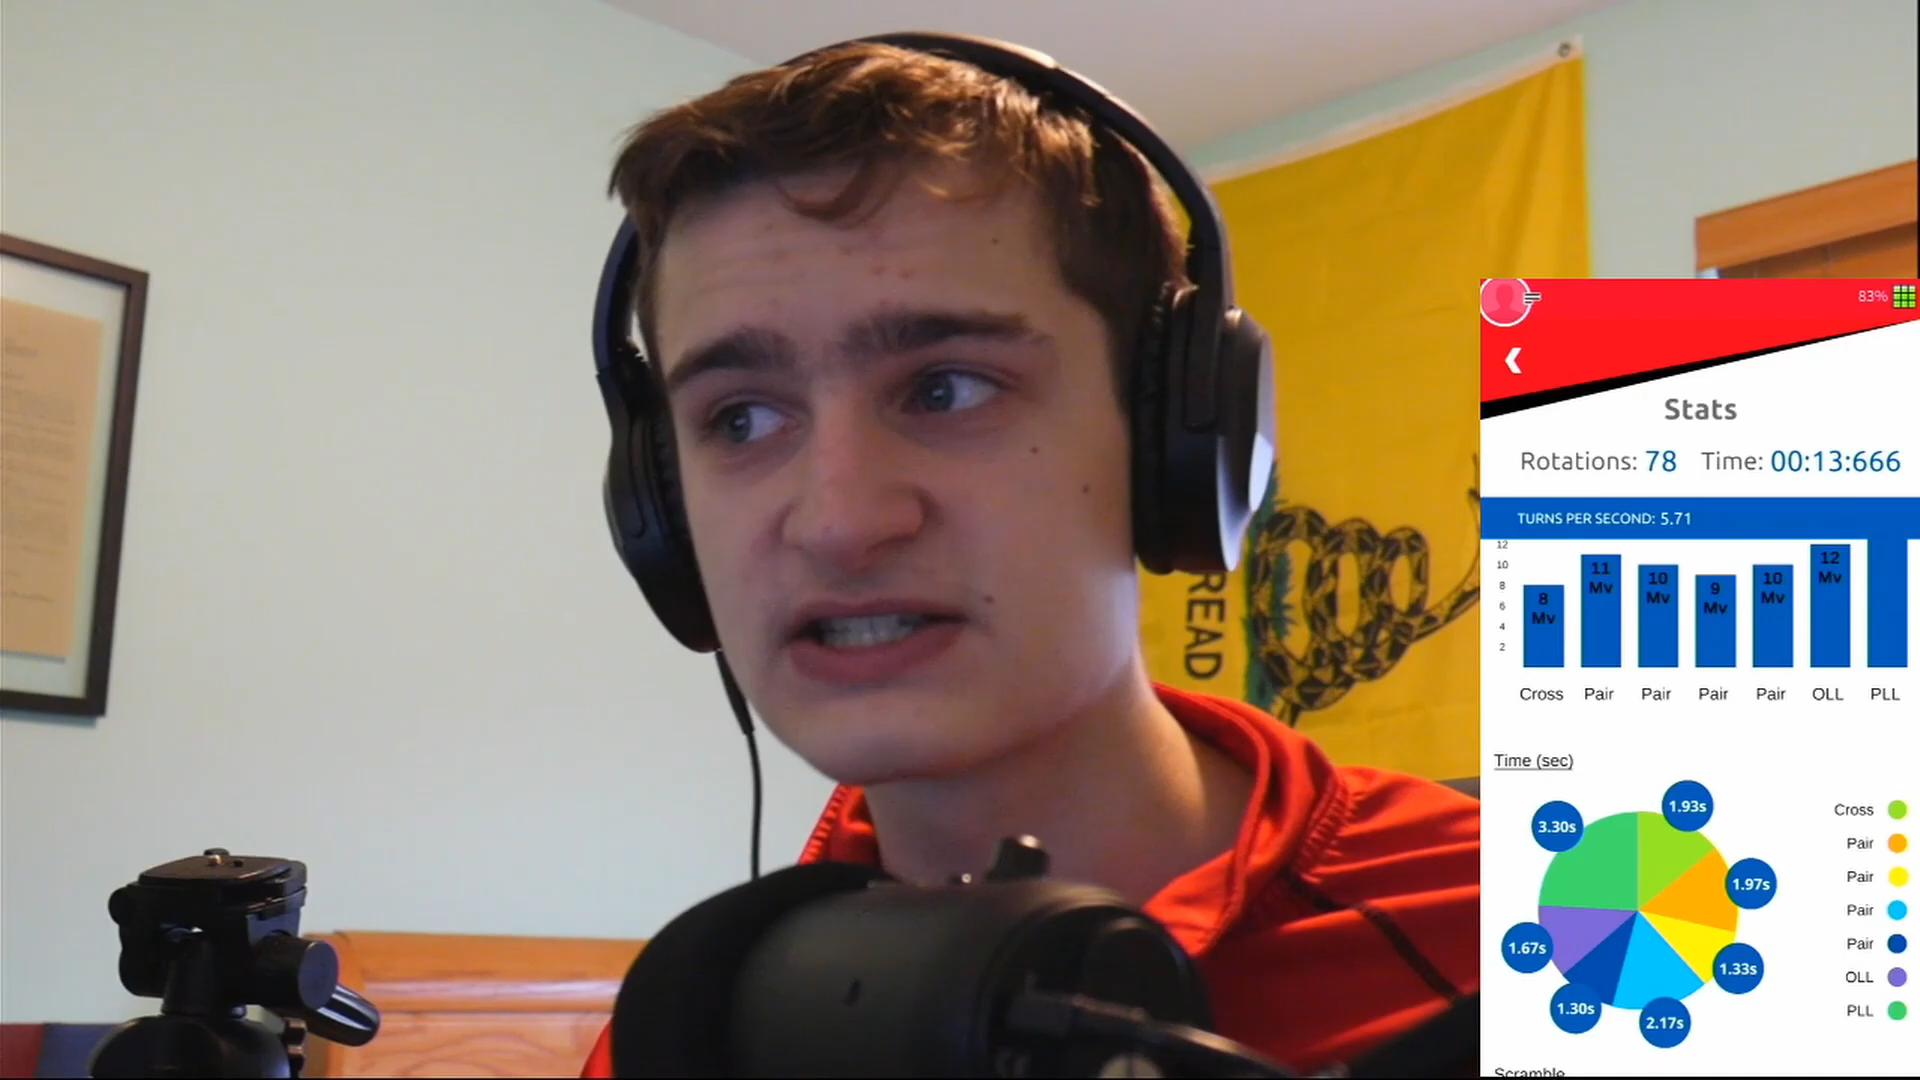 READ
83%
Stats
Rotations: 78 Time: 00:13:666
TURNS PER SECOND: 5.71
12
10
8
6
4
2
8 Mv
11 Mv
10 Mv
9 Mv
10 Mv
12 Mv
Cross Pair Pair Pair Pair OLL PLL
Time (sec)
1.93s
3.30s
1.97s
1.67s
1.33s
1.30s
2.17s
Cross
Pair
Pair
Pair
Pair
OLL
PLL
Scramble